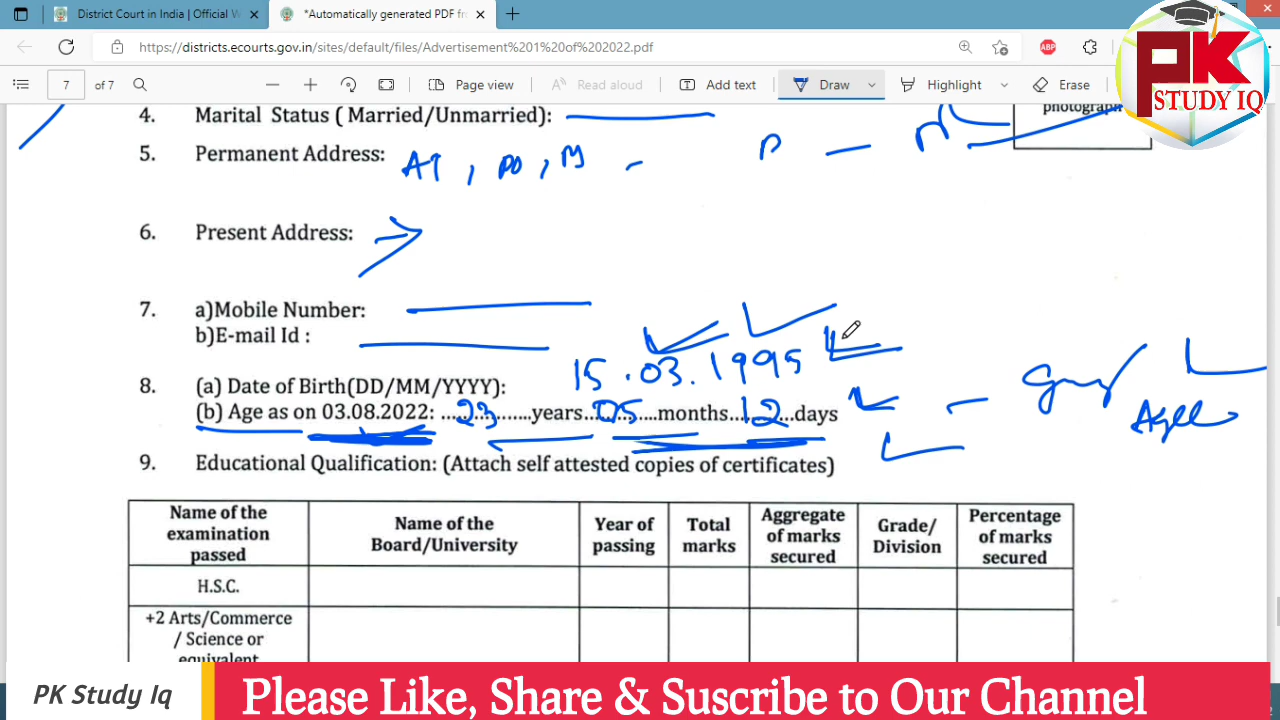 District Court in India | Official W
*Automatically generated PDF fro
https://districts.ecourts.gov.in/sites/default/files/Advertisement%201%20of%202022.pdf
ABP
7 of 7
Page view
Read aloud
Add text
Draw
Highlight
Erase
PK
STUDY IQ
photograph
4. Marital Status ( Married/Unmarried):
5. Permanent Address: AT, PO,
6. Present Address:
7. a)Mobile Number:
b)E-mail Id :
15.03.1995
8. (a) Date of Birth(DD/MM/YYYY):
(b) Age as on 03.08.2022: ....23..........years...05......months...12....days
9. Educational Qualification: (Attach self attested copies of certificates)
Name of the examination passed
Name of the Board/University
Year of passing
Total marks
Aggregate of marks secured
Grade/ Division
Percentage of marks secured
H.S.C.
+2 Arts/Commerce
/ Science or
equivalent
PK Study Iq
Please Like, Share & Suscribe to Our Channel